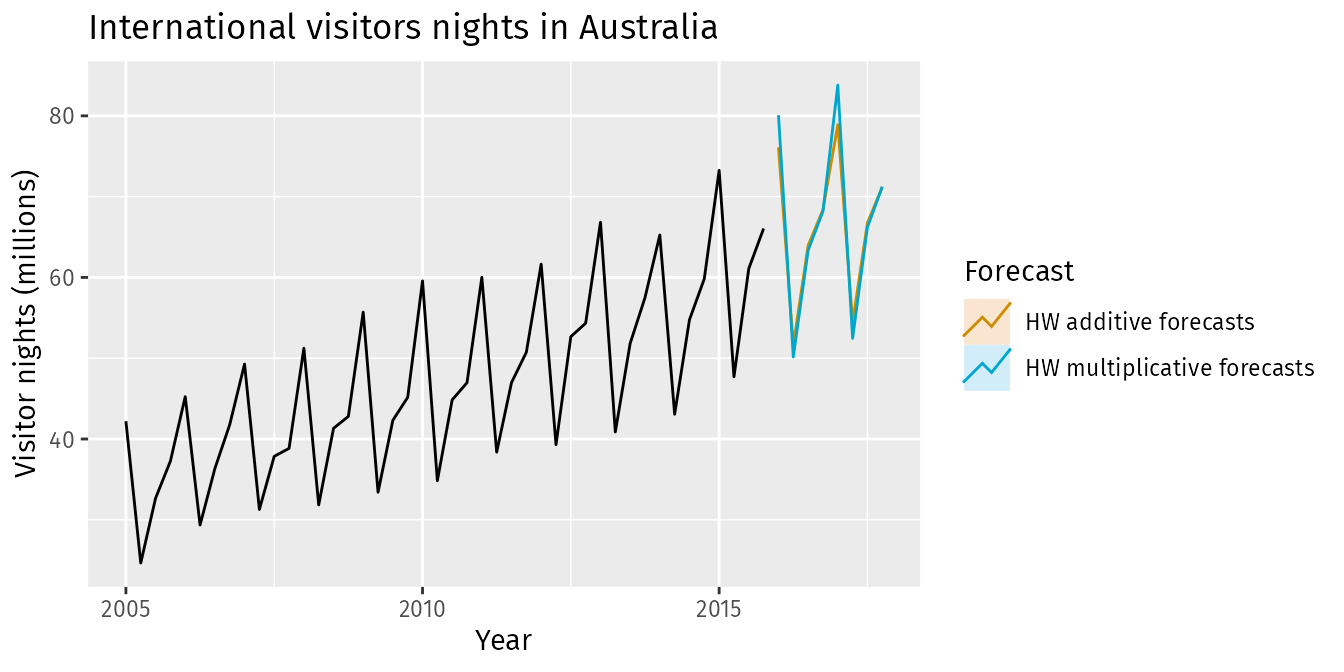 International visitors nights in Australia
Visitor nights (millions)
80
60
40
2005
2010
2015
Year
Forecast
HW additive forecasts
HW multiplicative forecasts